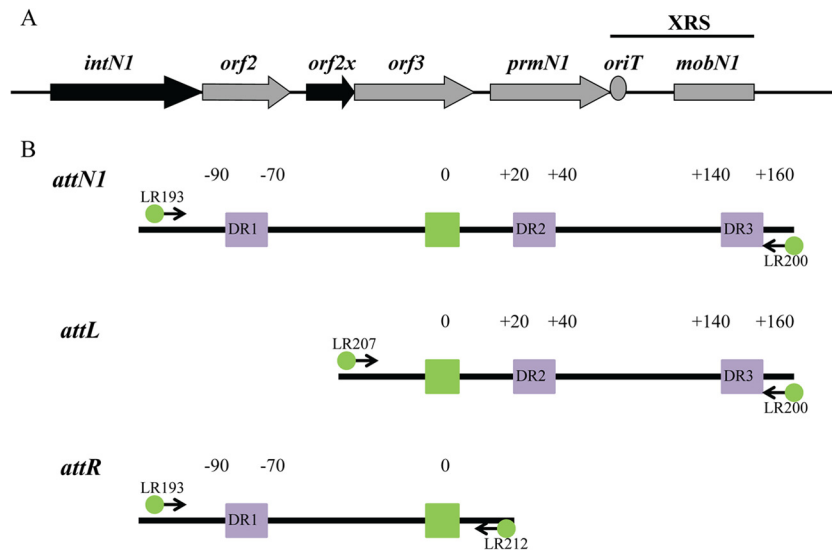 A
XRS
intN1 orf2 orf2x orf3 prmN1 oriT mobN1
B
attN1
-90 -70 0 +20 +40 +140 +160
LR193
DR1 DR2 DR3
LR200
attL
0 +20 +40 +140 +160
LR207
DR2 DR3
LR200
attR
-90 -70 0
LR193
DR1
LR212